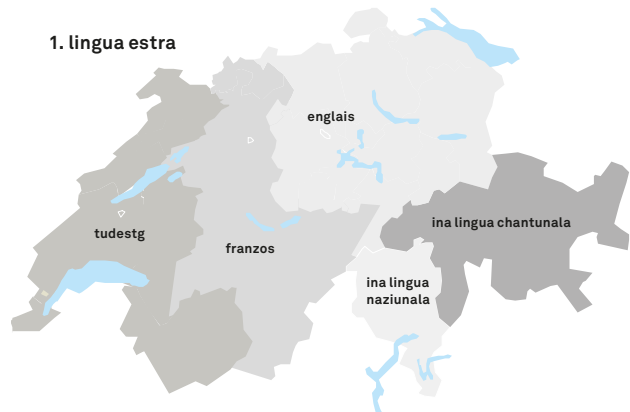 1. lingua estra
englais
tudestg
franzos
ina lingua chantunala
ina lingua
naziunala